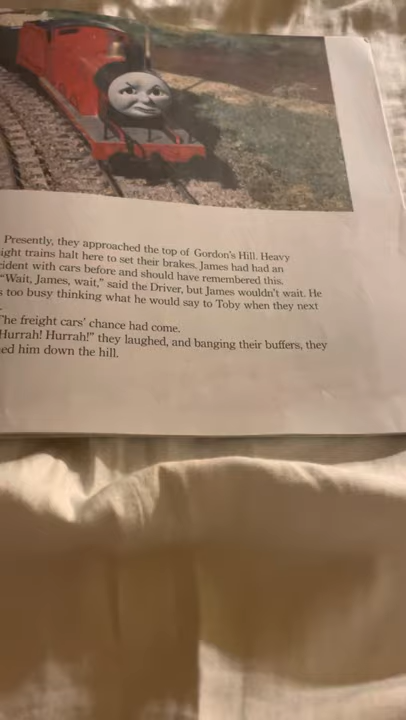 Presently, they approached the top of Gordon's Hill. Heavy
ight trains halt here to set their brakes. James had had an
ident with cars before and should have remembered this.
"Wait, James, wait," said the Driver, but James wouldn't wait. He
s too busy thinking what he would say to Toby when they next
.
The freight cars' chance had come.
Hurrah! Hurrah!" they laughed, and banging their buffers, they
ed him down the hill.